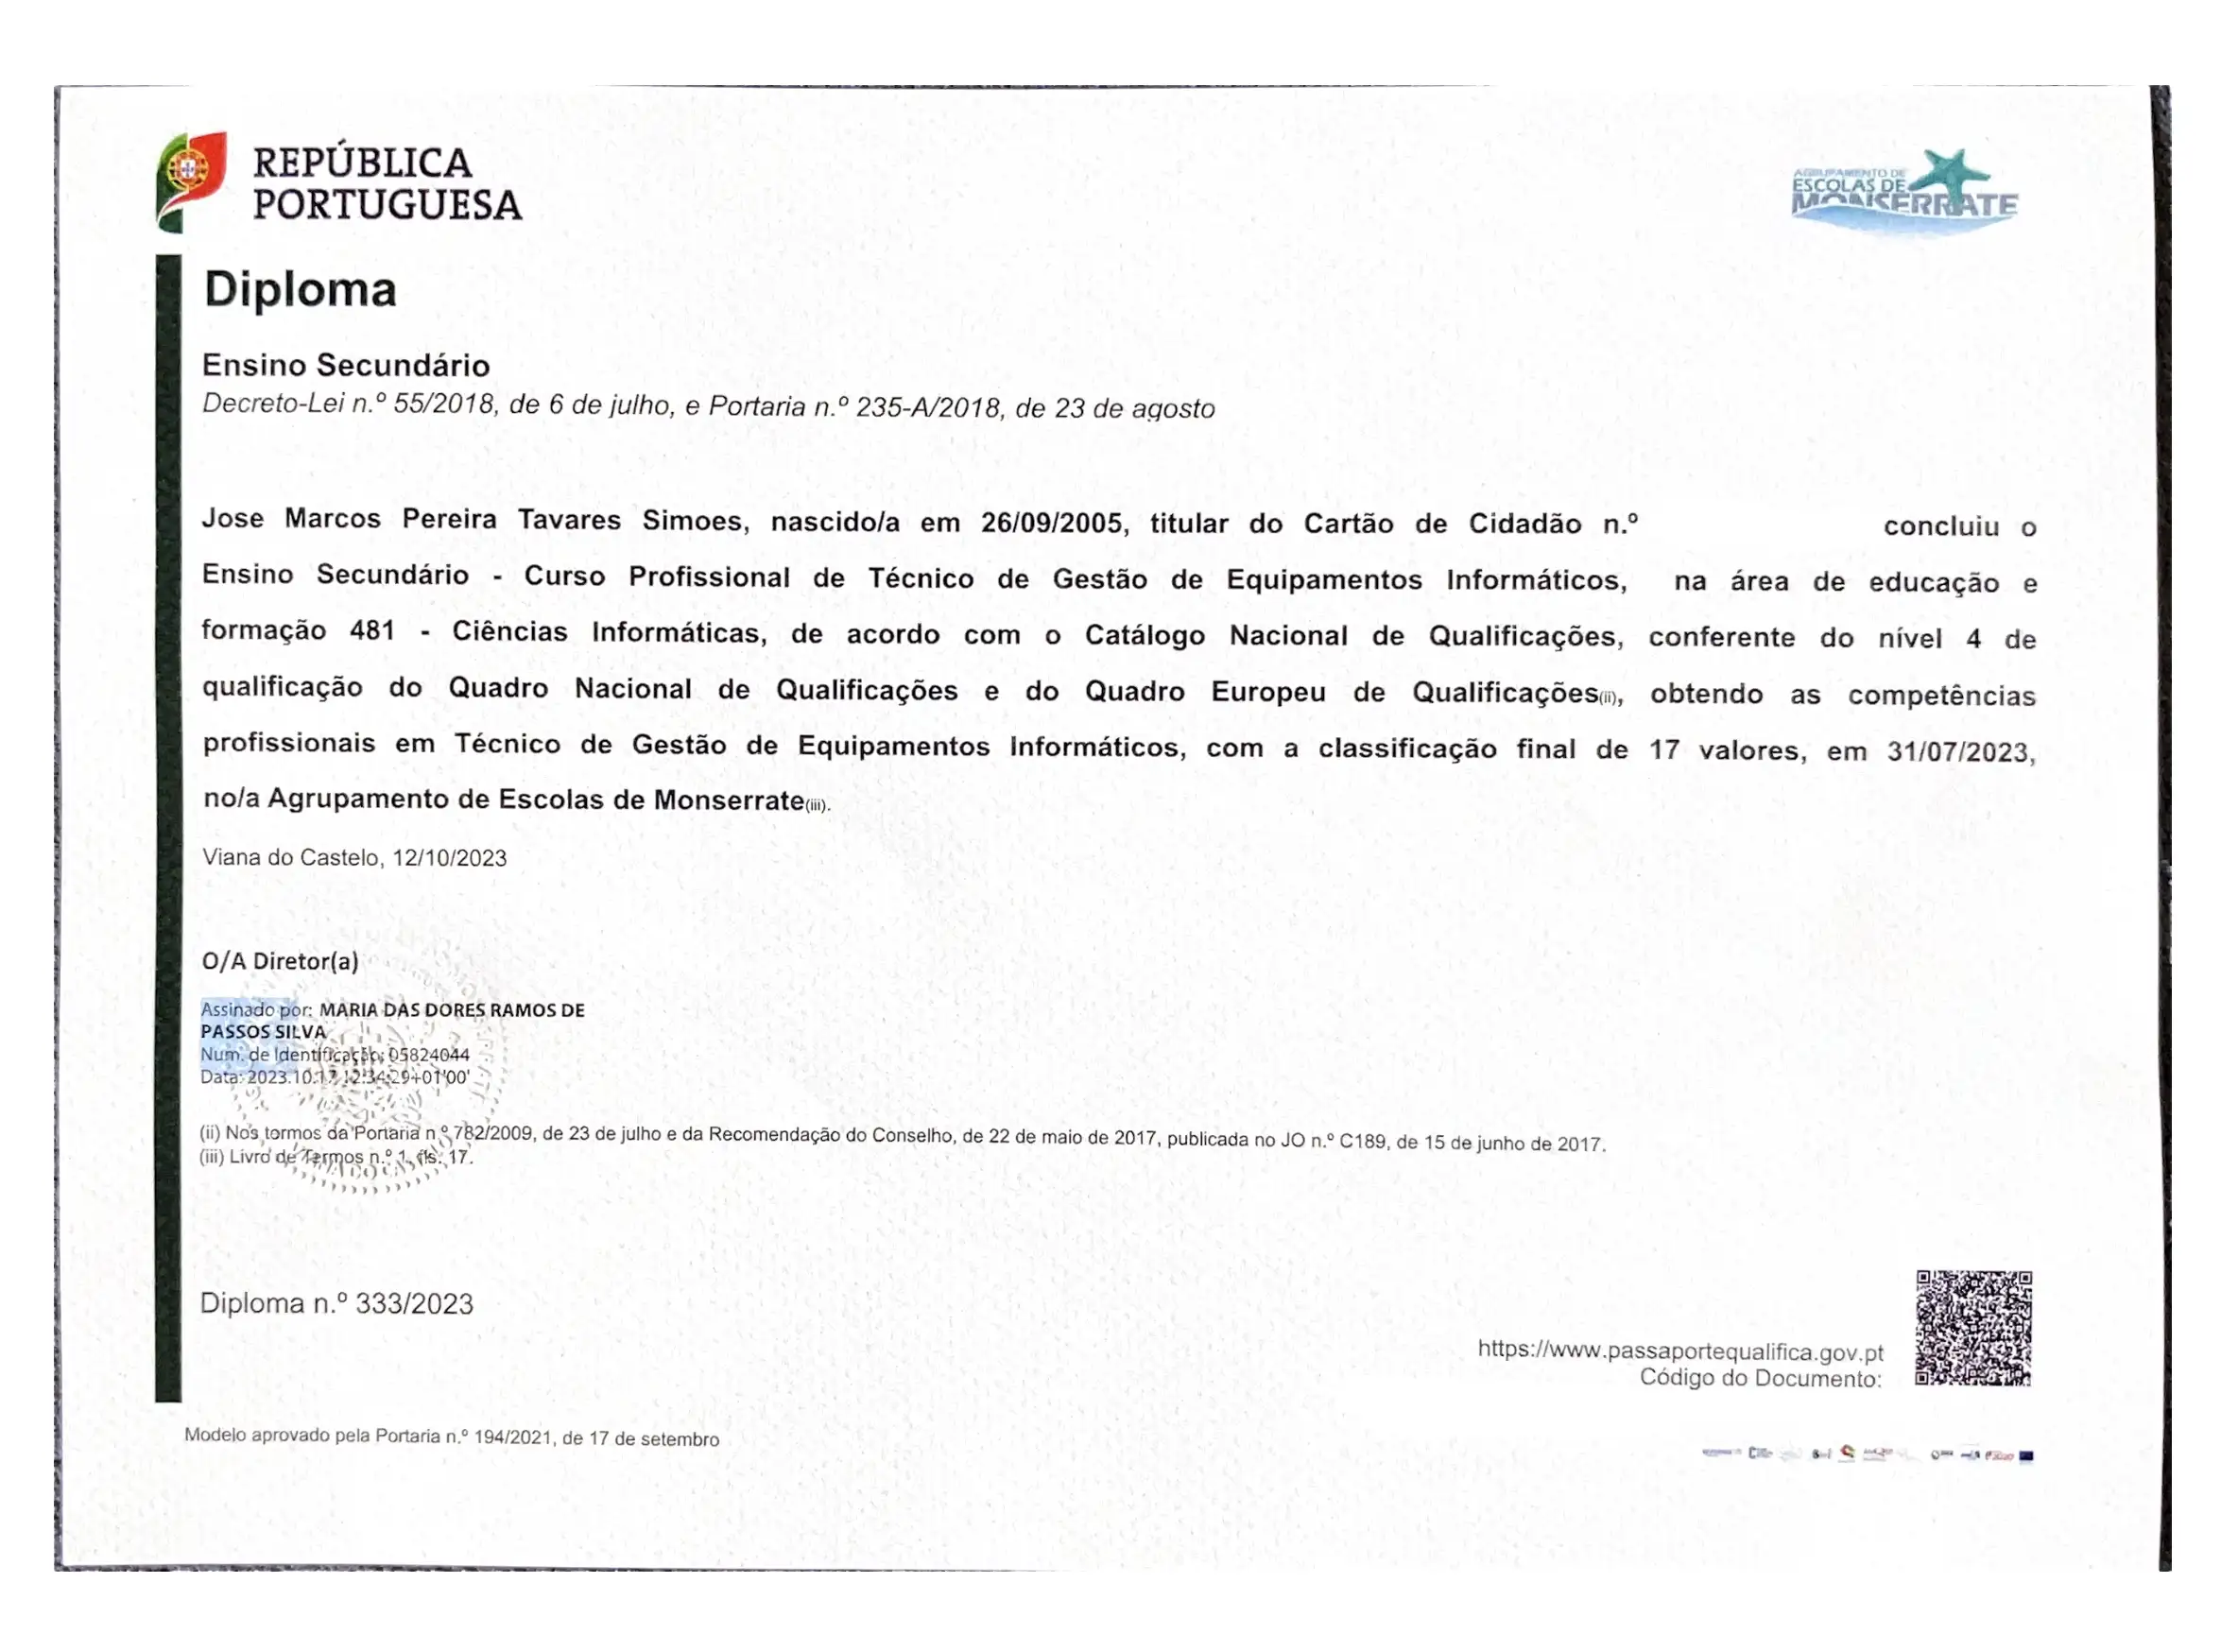 REPÚBLICA
PORTUGUESA
AGRUPAMENTO DE
ESCOLAS DE
MONSERRATE
Diploma
Ensino Secundário
Decreto-Lei n.º 55/2018, de 6 de julho, e Portaria n.º 235-A/2018, de 23 de agosto
Jose Marcos Pereira Tavares Simoes, nascido/a em 26/09/2005, titular do Cartão de Cidadão n.º concluiu o
Ensino Secundário - Curso Profissional de Técnico de Gestão de Equipamentos Informáticos, na área de educação e
formação 481 - Ciências Informáticas, de acordo com o Catálogo Nacional de Qualificações, conferente do nível 4 de
qualificação do Quadro Nacional de Qualificações e do Quadro Europeu de Qualificações(ii), obtendo as competências
profissionais em Técnico de Gestão de Equipamentos Informáticos, com a classificação final de 17 valores, em 31/07/2023,
no/a Agrupamento de Escolas de Monserrate(iii).
Viana do Castelo, 12/10/2023
O/A Diretor(a)
Assinado por: MARIA DAS DORES RAMOS DE
PASSOS SILVA
Num. de Identificação: 05824044
Data: 2023.10.17 12:34:29+01'00'
(ii) Nos termos da Portaria n.º 782/2009, de 23 de julho e da Recomendação do Conselho, de 22 de maio de 2017, publicada no JO n.º C189, de 15 de junho de 2017.
(iii) Livro de Termos n.º 1, fls. 17.
Diploma n.º 333/2023
https://www.passaportequalifica.gov.pt
Código do Documento:
Modelo aprovado pela Portaria n.º 194/2021, de 17 de setembro